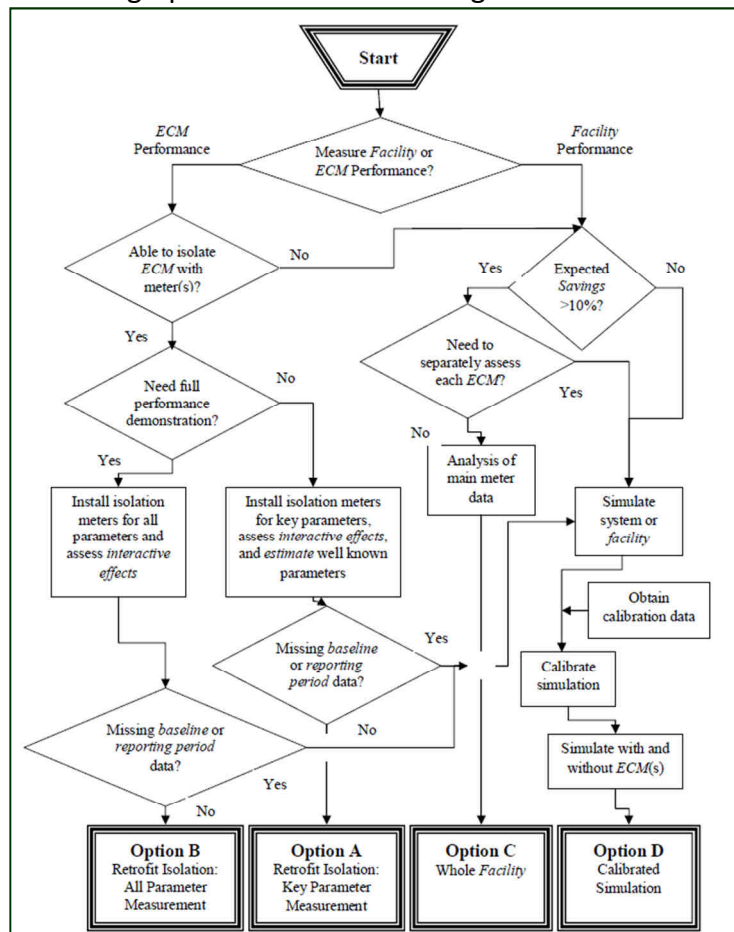 Start
ECM
Performance
Facility
Performance
Measure Facility or
ECM Performance?
Able to isolate
ECM with
meter(s)?
No
Yes
Expected
Savings
>10%?
No
Yes
Need to
separately assess
each ECM?
Yes
No
Need full
performance
demonstration?
No
Yes
Analysis of
main meter
data
Install isolation
meters for all
parameters and
assess interactive
effects
Install isolation meters
for key parameters,
assess interactive effects,
and estimate well known
parameters
Simulate
system or
facility
Obtain
calibration data
Missing baseline
or reporting
period data?
Yes
No
Calibrate
simulation
Missing baseline or
reporting period
data?
Yes
No
Simulate with and
without ECM(s)
Option B
Retrofit Isolation:
All Parameter
Measurement
Option A
Retrofit Isolation:
Key Parameter
Measurement
Option C
Whole Facility
Option D
Calibrated
Simulation